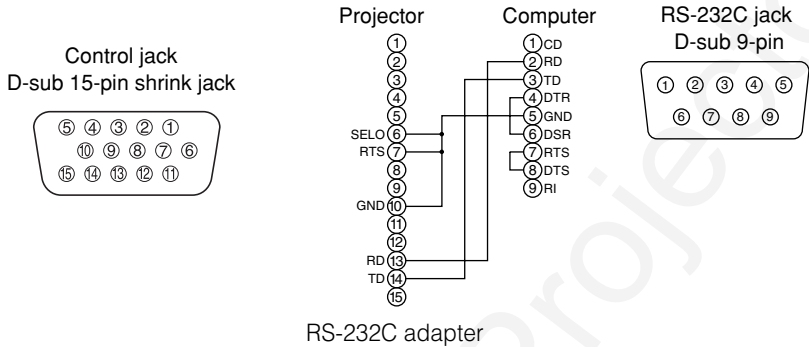 Control jack
D-sub 15-pin shrink jack
⑤ ④ ③ ② ①
⑩ ⑨ ⑧ ⑦ ⑥
⑮ ⑭ ⑬ ⑫ ⑪
Projector
①
②
③
④
⑤
SELO ⑥
RTS ⑦
⑧
⑨
GND ⑩
⑪
⑫
RD ⑬
TD ⑭
⑮
Computer
① CD
② RD
③ TD
④ DTR
⑤ GND
⑥ DSR
⑦ RTS
⑧ DTS
⑨ RI
RS-232C adapter
RS-232C jack
D-sub 9-pin
① ② ③ ④ ⑤
⑥ ⑦ ⑧ ⑨